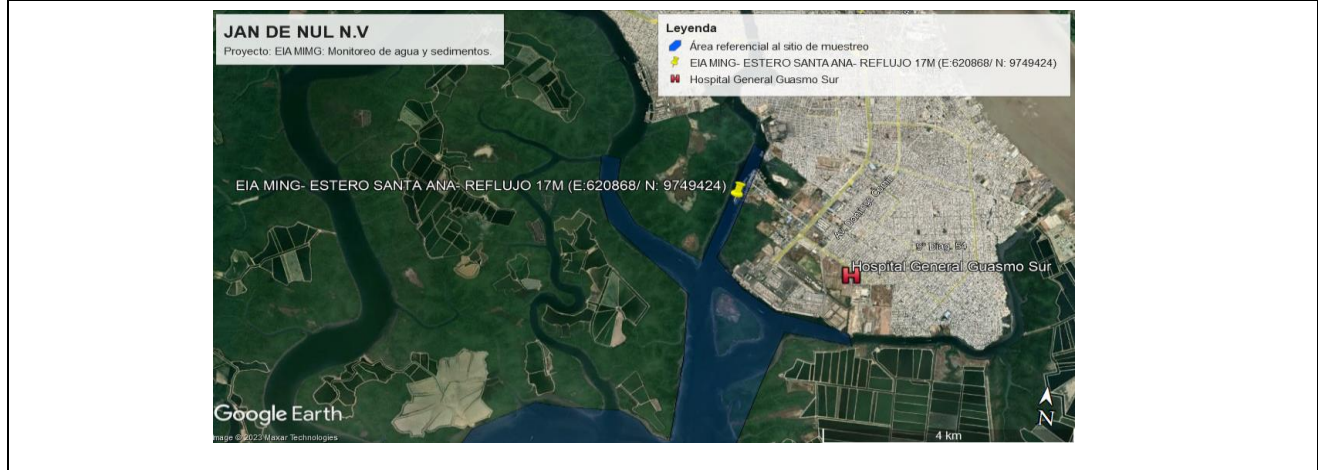 JAN DE NUL N.V
Proyecto: EIA MIMG: Monitoreo de agua y sedimentos.
Leyenda
Área referencial al sitio de muestreo
EIA MING- ESTERO SANTA ANA- REFLUJO 17M (E:620868/ N: 9749424)
H Hospital General Guasmo Sur
EIA MING- ESTERO SANTA ANA- REFLUJO 17M (E:620868/ N: 9749424)
H Hospital General Guasmo Sur
Google Earth
Image © 2023 Maxar Technologies
4 km
N